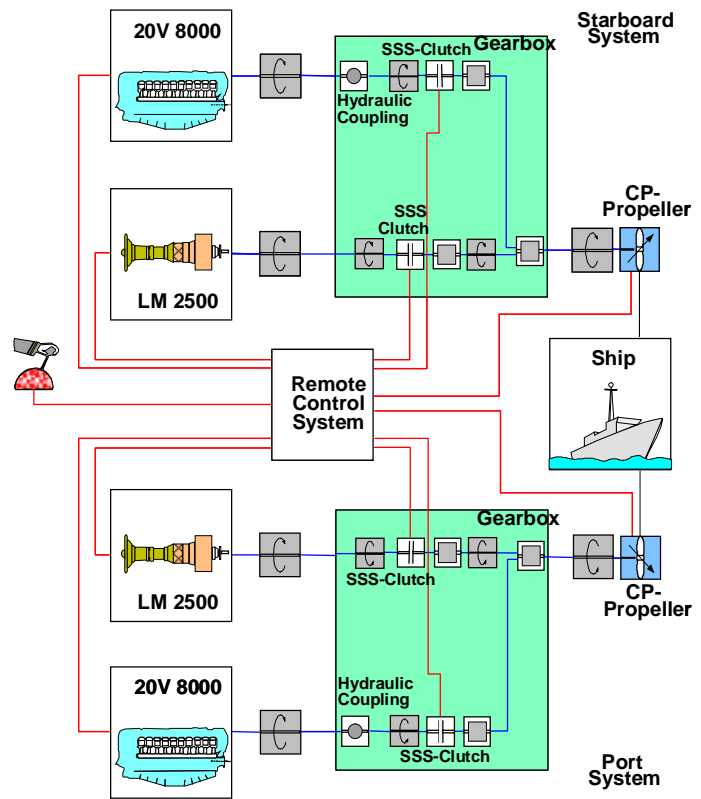 20V 8000
SSS-Clutch
Gearbox
Starboard
System
Hydraulic
Coupling
SSS
Clutch
CP-
Propeller
LM 2500
Remote
Control
System
Ship
LM 2500
SSS-Clutch
Gearbox
CP-
Propeller
20V 8000
Hydraulic
Coupling
SSS-Clutch
Port
System